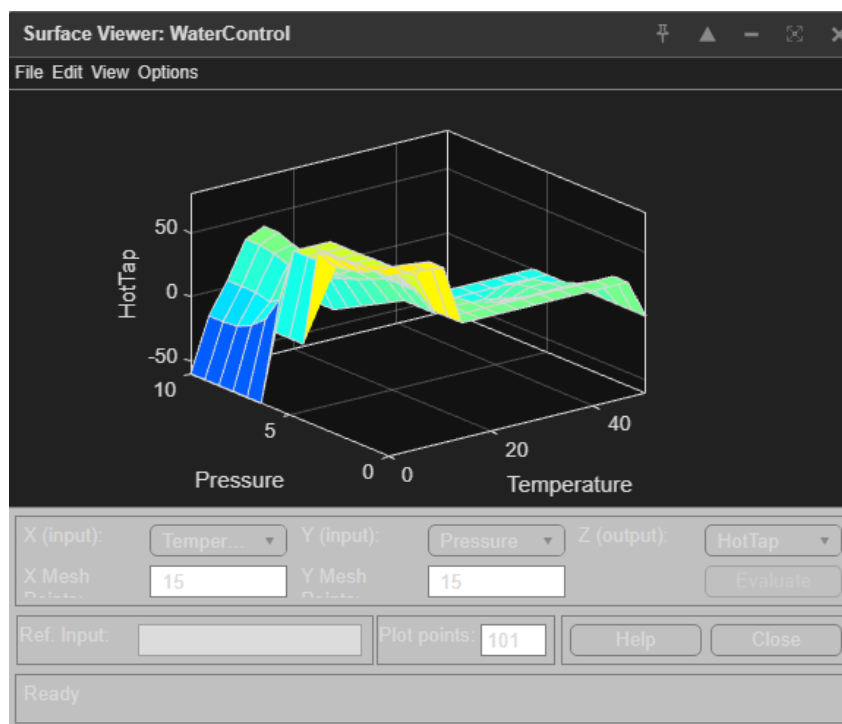 Surface Viewer: WaterControl
File Edit View Options
50
0
-50
HotTap
10
5
0
Pressure
0
20
40
Temperature
X (input): Temper... Y (input): Pressure Z (output): HotTap
X Mesh 15 Y Mesh 15 Evaluate
Points: Points:
Ref. Input: Plot points: 101 Help Close
Ready